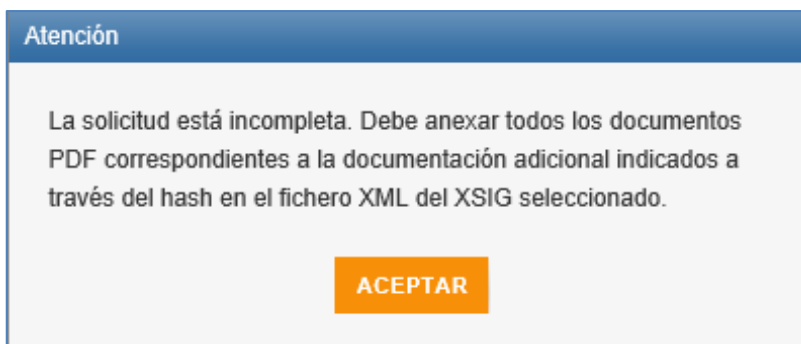 Atención
La solicitud está incompleta. Debe anexar todos los documentos
PDF correspondientes a la documentación adicional indicados a
través del hash en el fichero XML del XSIG seleccionado.
ACEPTAR